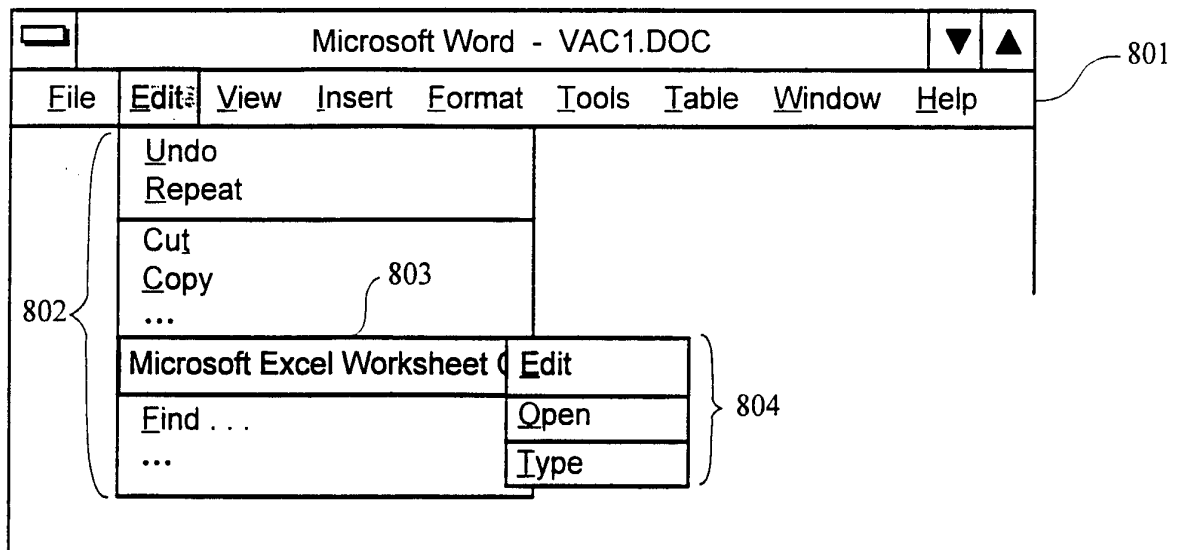 Microsoft Word - VAC1.DOC
801
File Edit View Insert Format Tools Table Window Help
Undo
Repeat
Cut
Copy
803
802
...
Microsoft Excel Worksheet Edit
804
Find ... Open
... Type